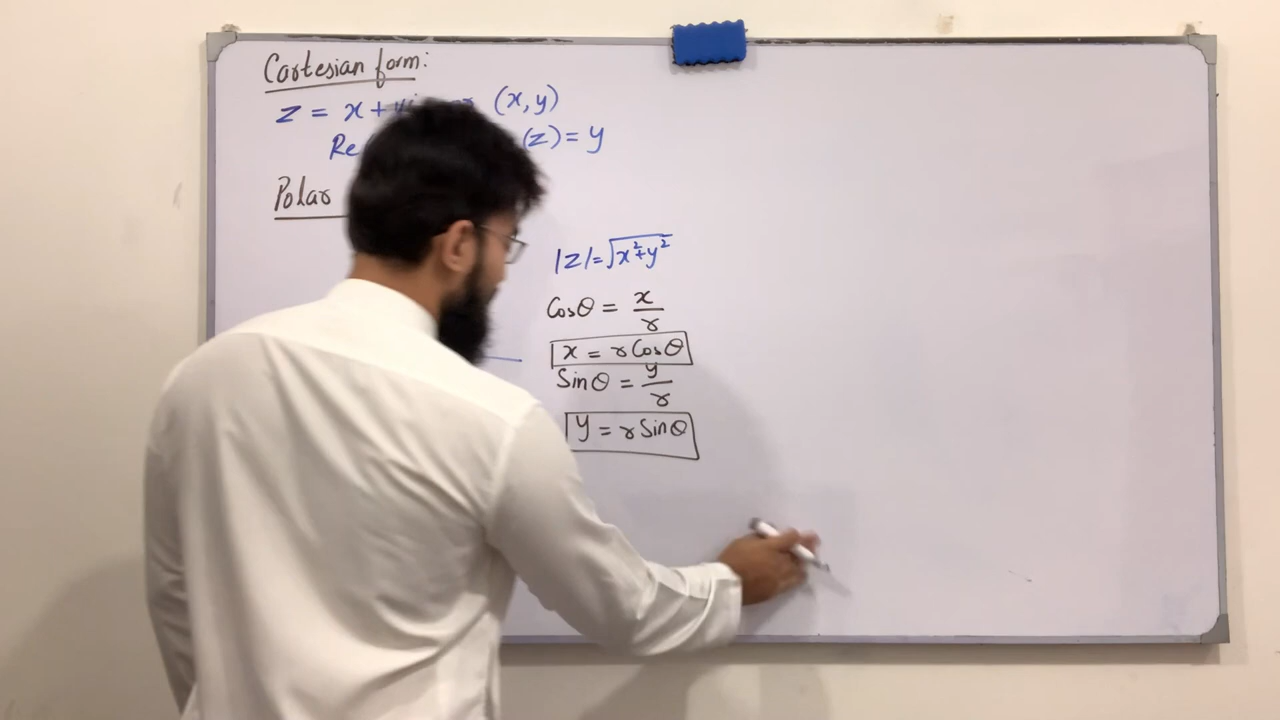 Cartesian form:
z = x + (x, y)
Re (z) = y
Polar
|z| = √x²+y²
Cosθ = x/r
x = r Cosθ
Sinθ = y/r
y = r Sinθ